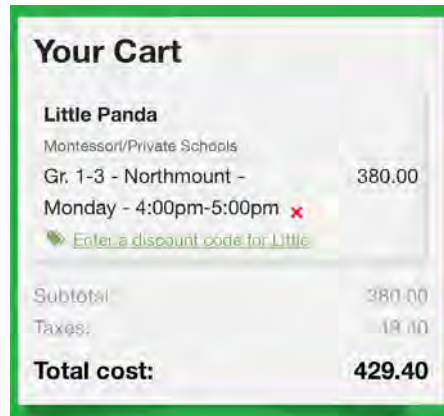 Your Cart
Little Panda
Montessori/Private Schools
Gr. 1-3 - Northmount - 380.00
Monday - 4:00pm-5:00pm
Enter a discount code for Little
Subtotal: 380.00
Taxes:
Total cost: 429.40